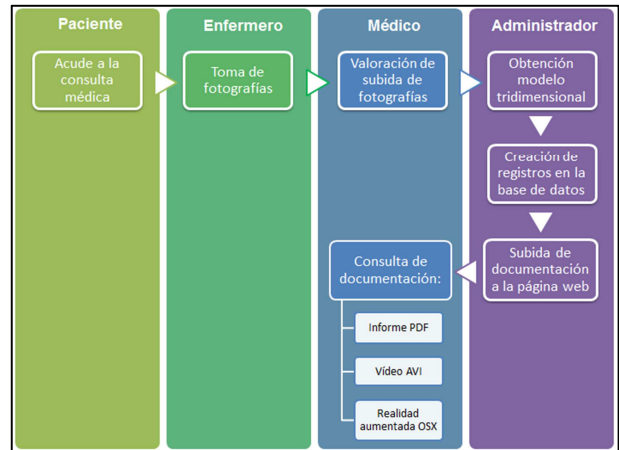 Paciente
Enfermero
Médico
Administrador
Acude a la
consulta
médica
Toma de
fotografías
Valoración de
subida de
fotografías
Obtención
modelo
tridimensional
Creación de
registros en la
base de datos
Subida de
documentación
a la página web
Consulta de
documentación:
Informe PDF
Vídeo AVI
Realidad
aumentada OSX